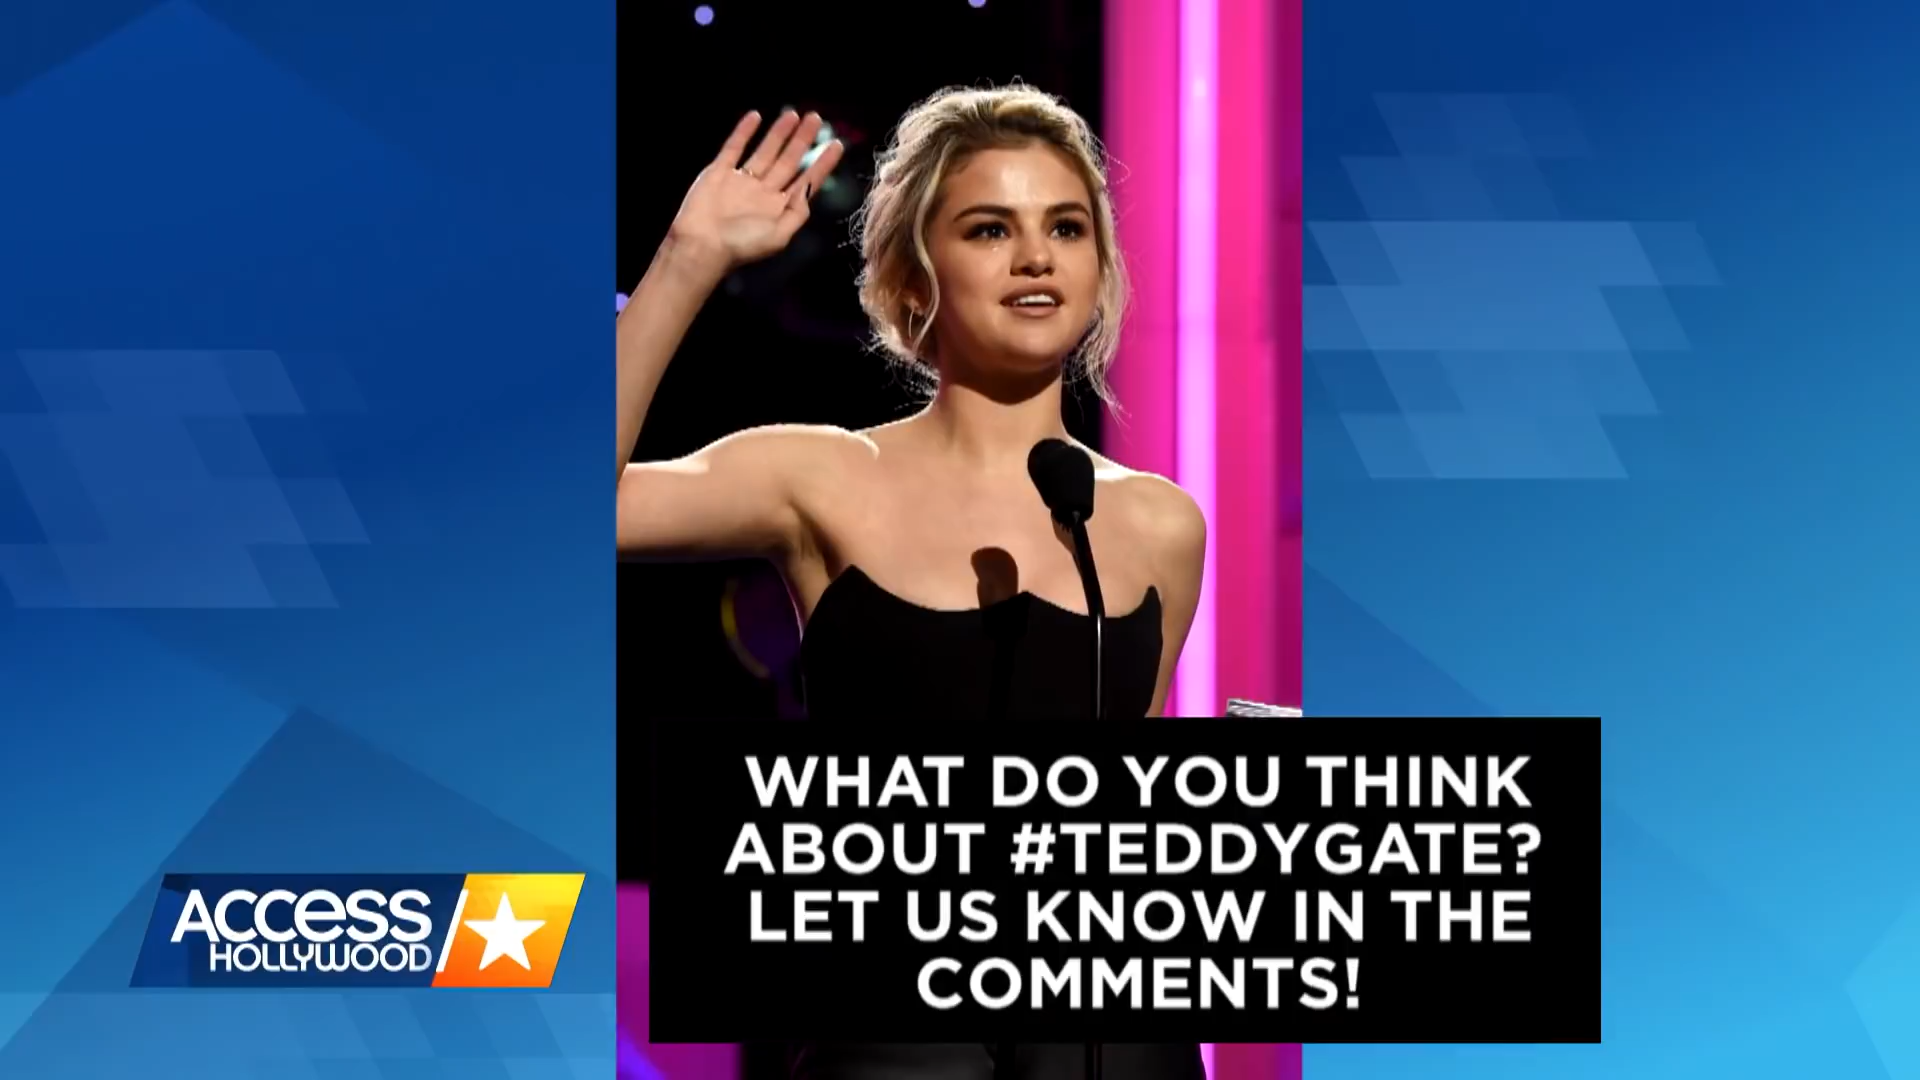 WHAT DO YOU THINK
ABOUT #TEDDYGATE?
LET US KNOW IN THE
COMMENTS!
ACCESS
HOLLYWOOD